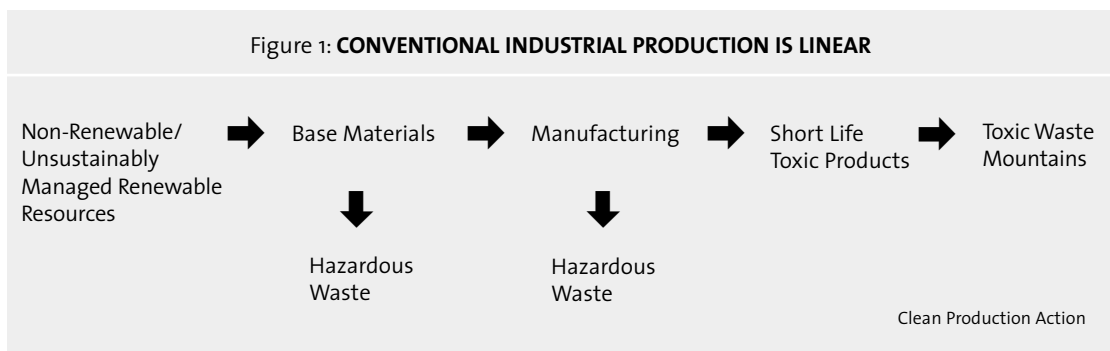 Figure 1: CONVENTIONAL INDUSTRIAL PRODUCTION IS LINEAR
Non-Renewable/
Unsustainably
Managed Renewable
Resources
Base Materials
Manufacturing
Short Life
Toxic Products
Toxic Waste
Mountains
Hazardous
Waste
Hazardous
Waste
Clean Production Action